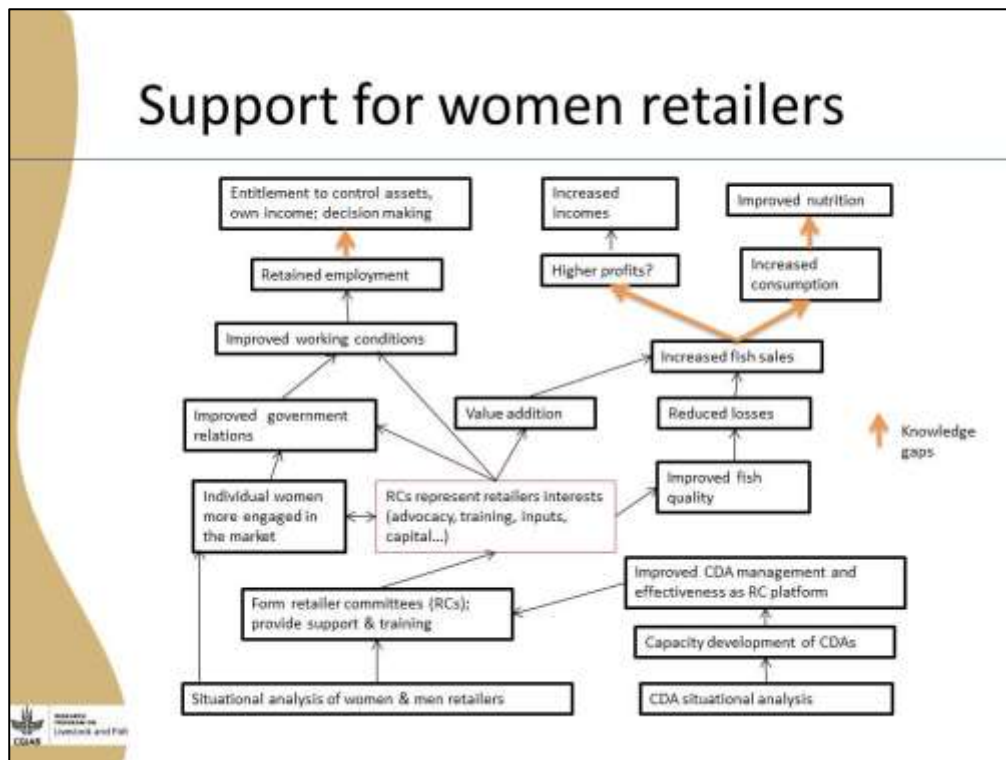 Support for women retailers
Entitlement to control assets,
own income; decision making
Increased
incomes
Improved nutrition
Retained employment
Higher profits?
Increased
consumption
Improved working conditions
Increased fish sales
Improved government
relations
Value addition
Reduced losses
Knowledge
gaps
Improved fish
quality
Individual women
more engaged in
the market
RCs represent retailers interests
(advocacy, training, inputs,
capital...)
Improved CDA management and
effectiveness as RC platform
Form retailer committees (RCs);
provide support & training
Capacity development of CDAs
Situational analysis of women & men retailers
CDA situational analysis
RESEARCH
PROGRAM ON
Livestock and Fish
CGIAR